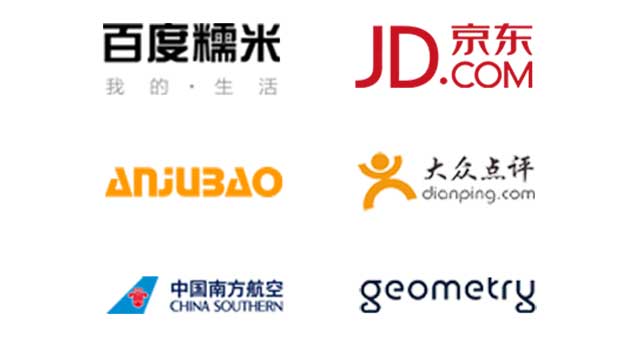 百度糯米
我的·生活
JD.COM
京东
ANJUBAO
大众点评
dianping.com
中国南方航空
CHINA SOUTHERN
geometry